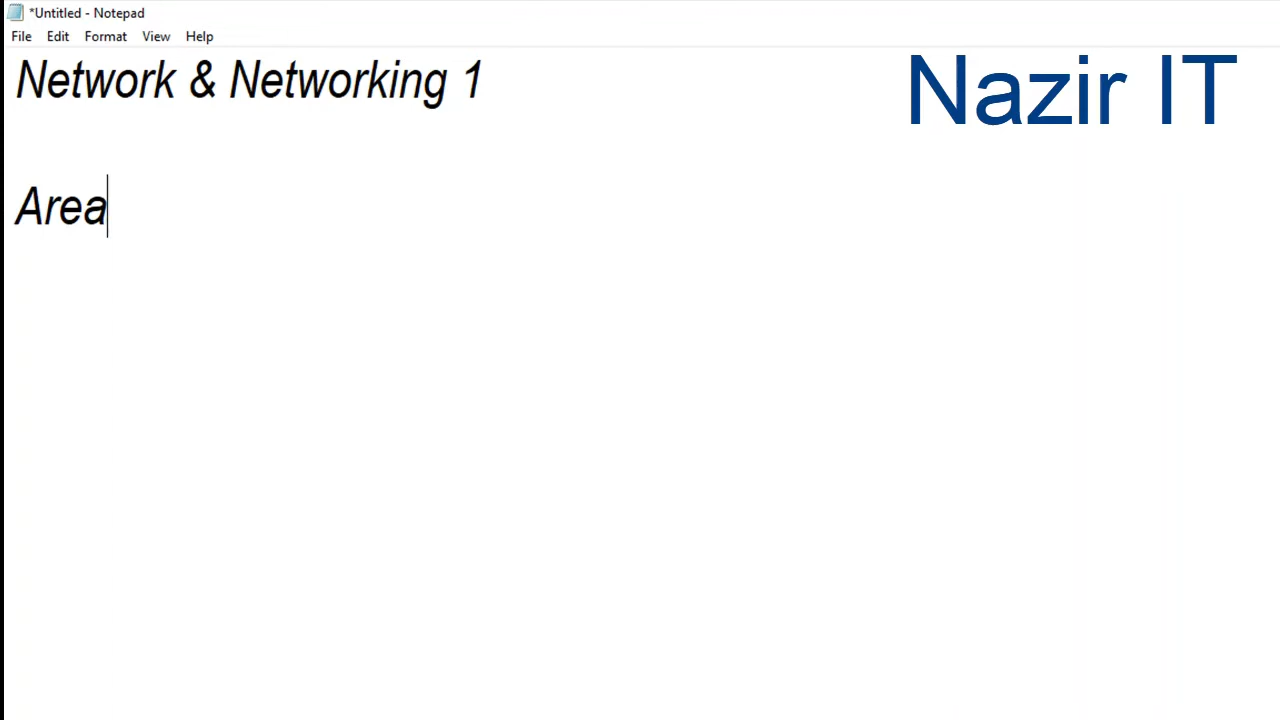 *Untitled - Notepad
File Edit Format View Help
Network & Networking 1
Nazir IT
Area